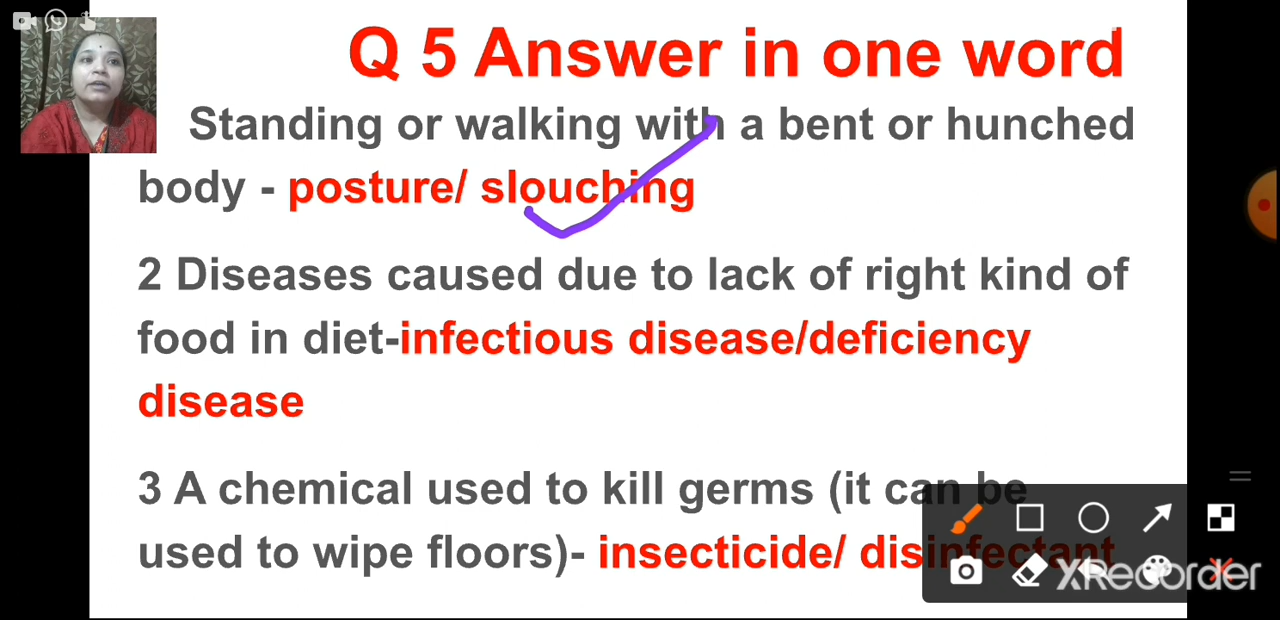 Q 5 Answer in one word
Standing or walking with a bent or hunched
body - posture/ slouching
2 Diseases caused due to lack of right kind of
food in diet-infectious disease/deficiency
disease
3 A chemical used to kill germs (it can be
used to wipe floors)- insecticide/ disinfectant
XRecorder